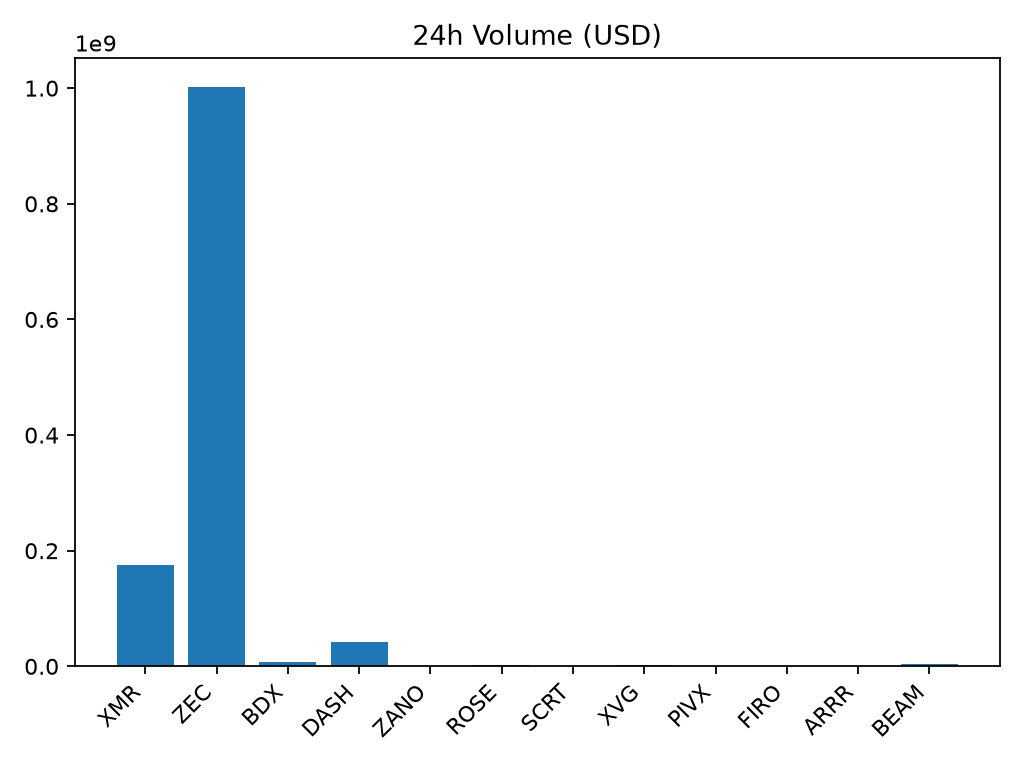 24h Volume (USD)
1e9
1.0
0.8
0.6
0.4
0.2
0.0
XMR
ZEC
BDX
DASH
ZANO
ROSE
SCRT
XVG
PIVX
FIRO
ARRR
BEAM